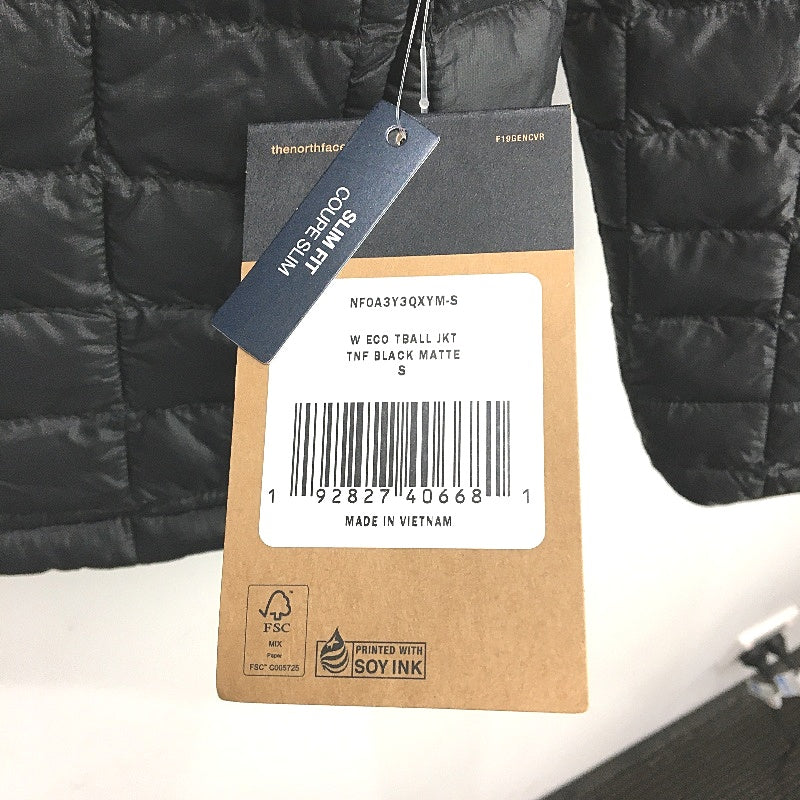 thenorthface
F19GENCVR
SLIM FIT
COUPE SLIM
NF0A3Y3QXYM-S
W ECO TBALL JKT
TNF BLACK MATTE
S
1 92827 40668 1
MADE IN VIETNAM
FSC
MIX
Paper
FSC™ C005725
PRINTED WITH
SOY INK